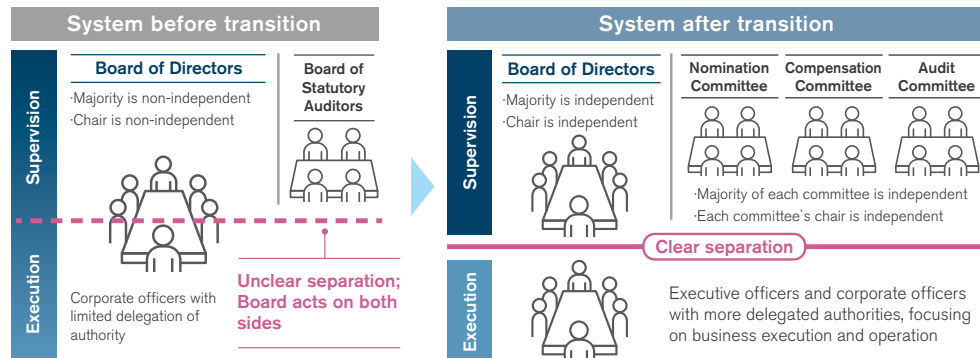 System before transition
Supervision
Execution
Board of Directors
·Majority is non-independent
·Chair is non-independent
Board of
Statutory
Auditors
Corporate officers with
limited delegation of
authority
Unclear separation;
Board acts on both
sides
System after transition
Supervision
Execution
Board of Directors
·Majority is independent
·Chair is independent
Nomination
Committee
Compensation
Committee
Audit
Committee
·Majority of each committee is independent
·Each committee's chair is independent
Clear separation
Executive officers and corporate officers
with more delegated authorities, focusing
on business execution and operation